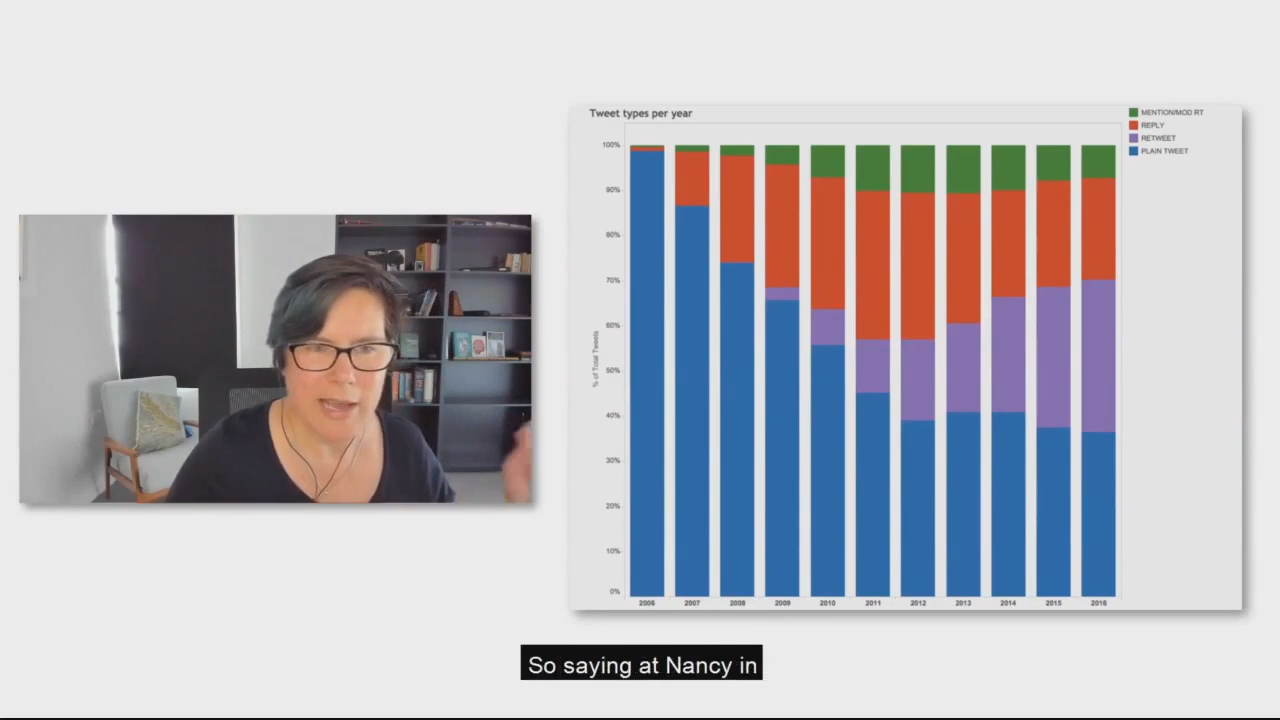 Tweet types per year
MENTION/MOD RT
REPLY
RETWEET
PLAIN TWEET
100%
90%
80%
70%
60%
50%
40%
30%
20%
10%
0%
% of Total Tweets
2006 2007 2008 2009 2010 2011 2012 2013 2014 2015 2016
So saying at Nancy in